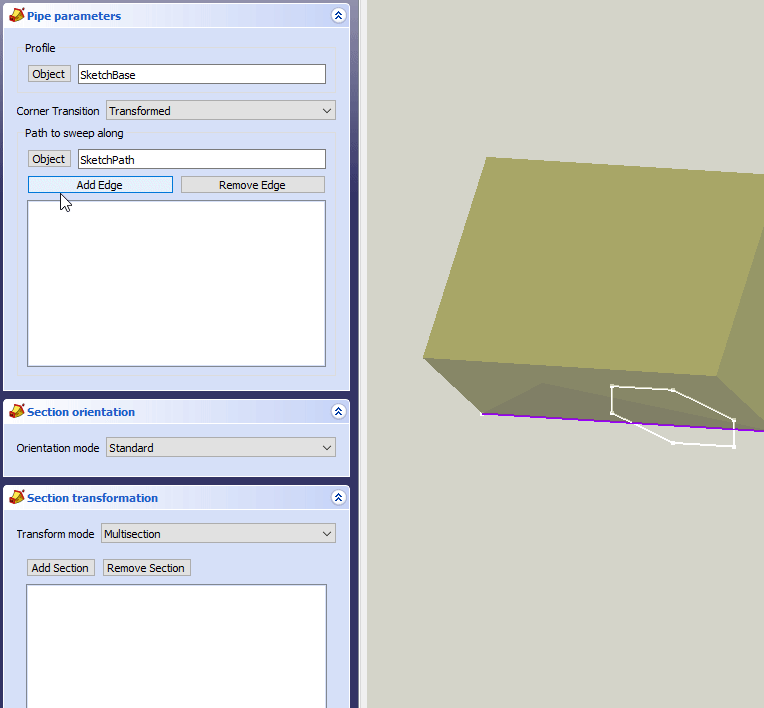 Pipe parameters
Profile
Object SketchBase
Corner Transition Transformed
Path to sweep along
Object SketchPath
Add Edge Remove Edge
Section orientation
Orientation mode Standard
Section transformation
Transform mode Multisection
Add Section Remove Section